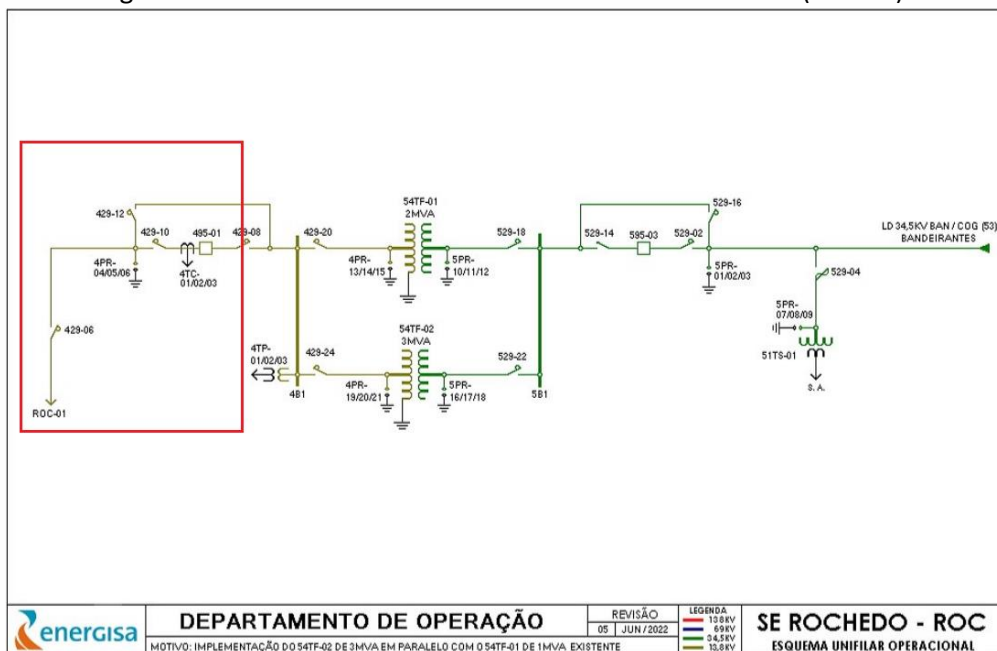 54TF-01
2MVA
429-12
429-10
495-01
429-08
429-20
529-18
529-14
595-03
529-02
529-16
LD 34,5KV BAN / COG (53)
BANDEIRANTES
4PR-
04/05/06
4TC-
01/02/03
4PR-
13/14/15
5PR-
10/11/12
5PR-
01/02/03
529-04
5PR-
07/08/09
51TS-01
S. A.
429-06
ROC-01
4TP-
01/02/03
429-24
4B1
54TF-02
3MVA
4PR-
19/20/21
5PR-
16/17/18
529-22
5B1
energisa
DEPARTAMENTO DE OPERAÇÃO
MOTIVO: IMPLEMENTAÇÃO DO 54TF-02 DE 3MVA EM PARALELO COM O 54TF-01 DE 1MVA EXISTENTE
REVISÃO
05 JUN / 2022
LEGENDA
138KV
69KV
34,5KV
13,8KV
SE ROCHEDO - ROC
ESQUEMA UNIFILAR OPERACIONAL